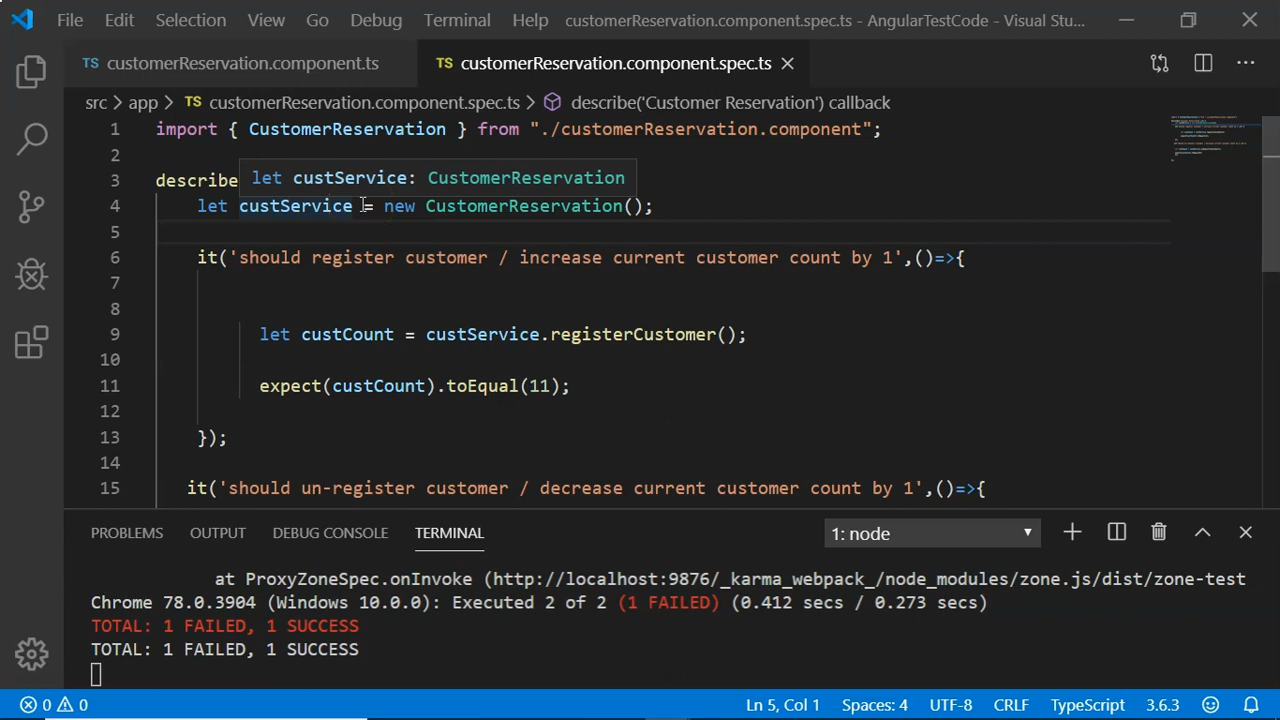 File Edit Selection View Go Debug Terminal Help customerReservation.component.spec.ts - AngularTestCode - Visual Stu...
TS customerReservation.component.ts TS customerReservation.component.spec.ts
src > app > TS customerReservation.component.spec.ts > describe('Customer Reservation') callback
1 import { CustomerReservation } from "./customerReservation.component";
2
let custService: CustomerReservation
3 describe
4 let custService = new CustomerReservation();
5
6 it('should register customer / increase current customer count by 1',()=>{
7
8
9 let custCount = custService.registerCustomer();
10
11 expect(custCount).toEqual(11);
12
13 });
14
15 it('should un-register customer / decrease current customer count by 1',()=>{
PROBLEMS OUTPUT DEBUG CONSOLE TERMINAL 1: node
at ProxyZoneSpec.onInvoke (http://localhost:9876/_karma_webpack_/node_modules/zone.js/dist/zone-test
Chrome 78.0.3904 (Windows 10.0.0): Executed 2 of 2 (1 FAILED) (0.412 secs / 0.273 secs)
TOTAL: 1 FAILED, 1 SUCCESS
TOTAL: 1 FAILED, 1 SUCCESS
0 0 Ln 5, Col 1 Spaces: 4 UTF-8 CRLF TypeScript 3.6.3